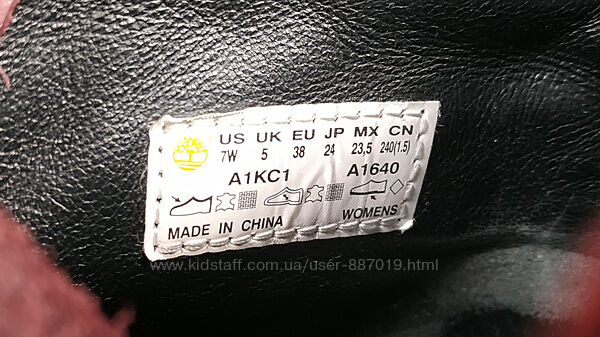 US UK EU JP MX CN
7W 5 38 24 23,5 240(1.5)
A1KC1 A1640
MADE IN CHINA WOMENS
www.kidstaff.com.ua/user-887019.html